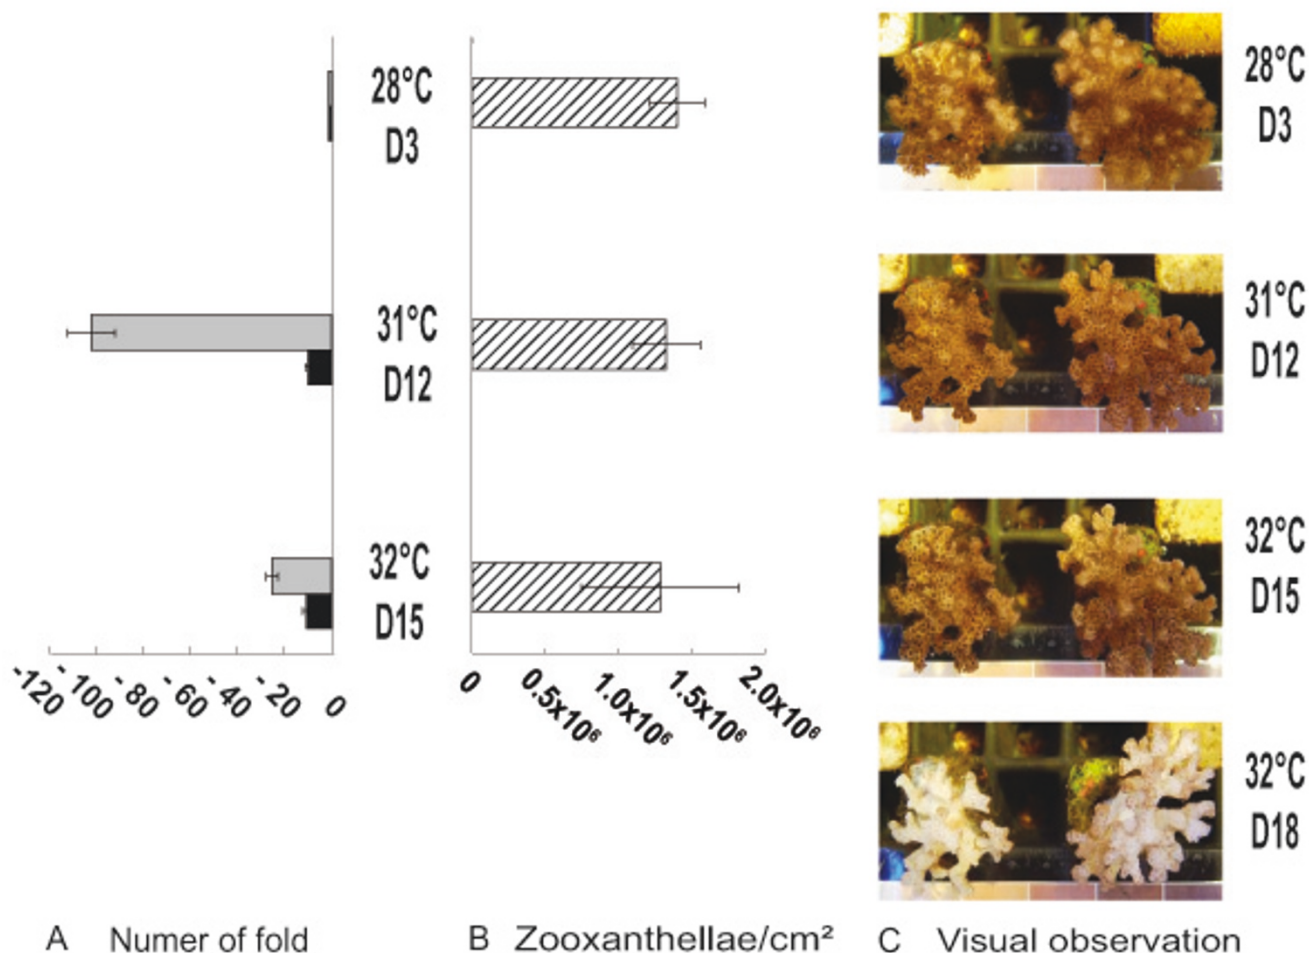 28°C
D3
31°C
D12
32°C
D15
-120
-100
-80
-60
-40
-20
0
0
0.5x10⁶
1.0x10⁶
1.5x10⁶
2.0x10⁶
28°C
D3
31°C
D12
32°C
D15
32°C
D18
A Numer of fold
B Zooxanthellae/cm²
C Visual observation